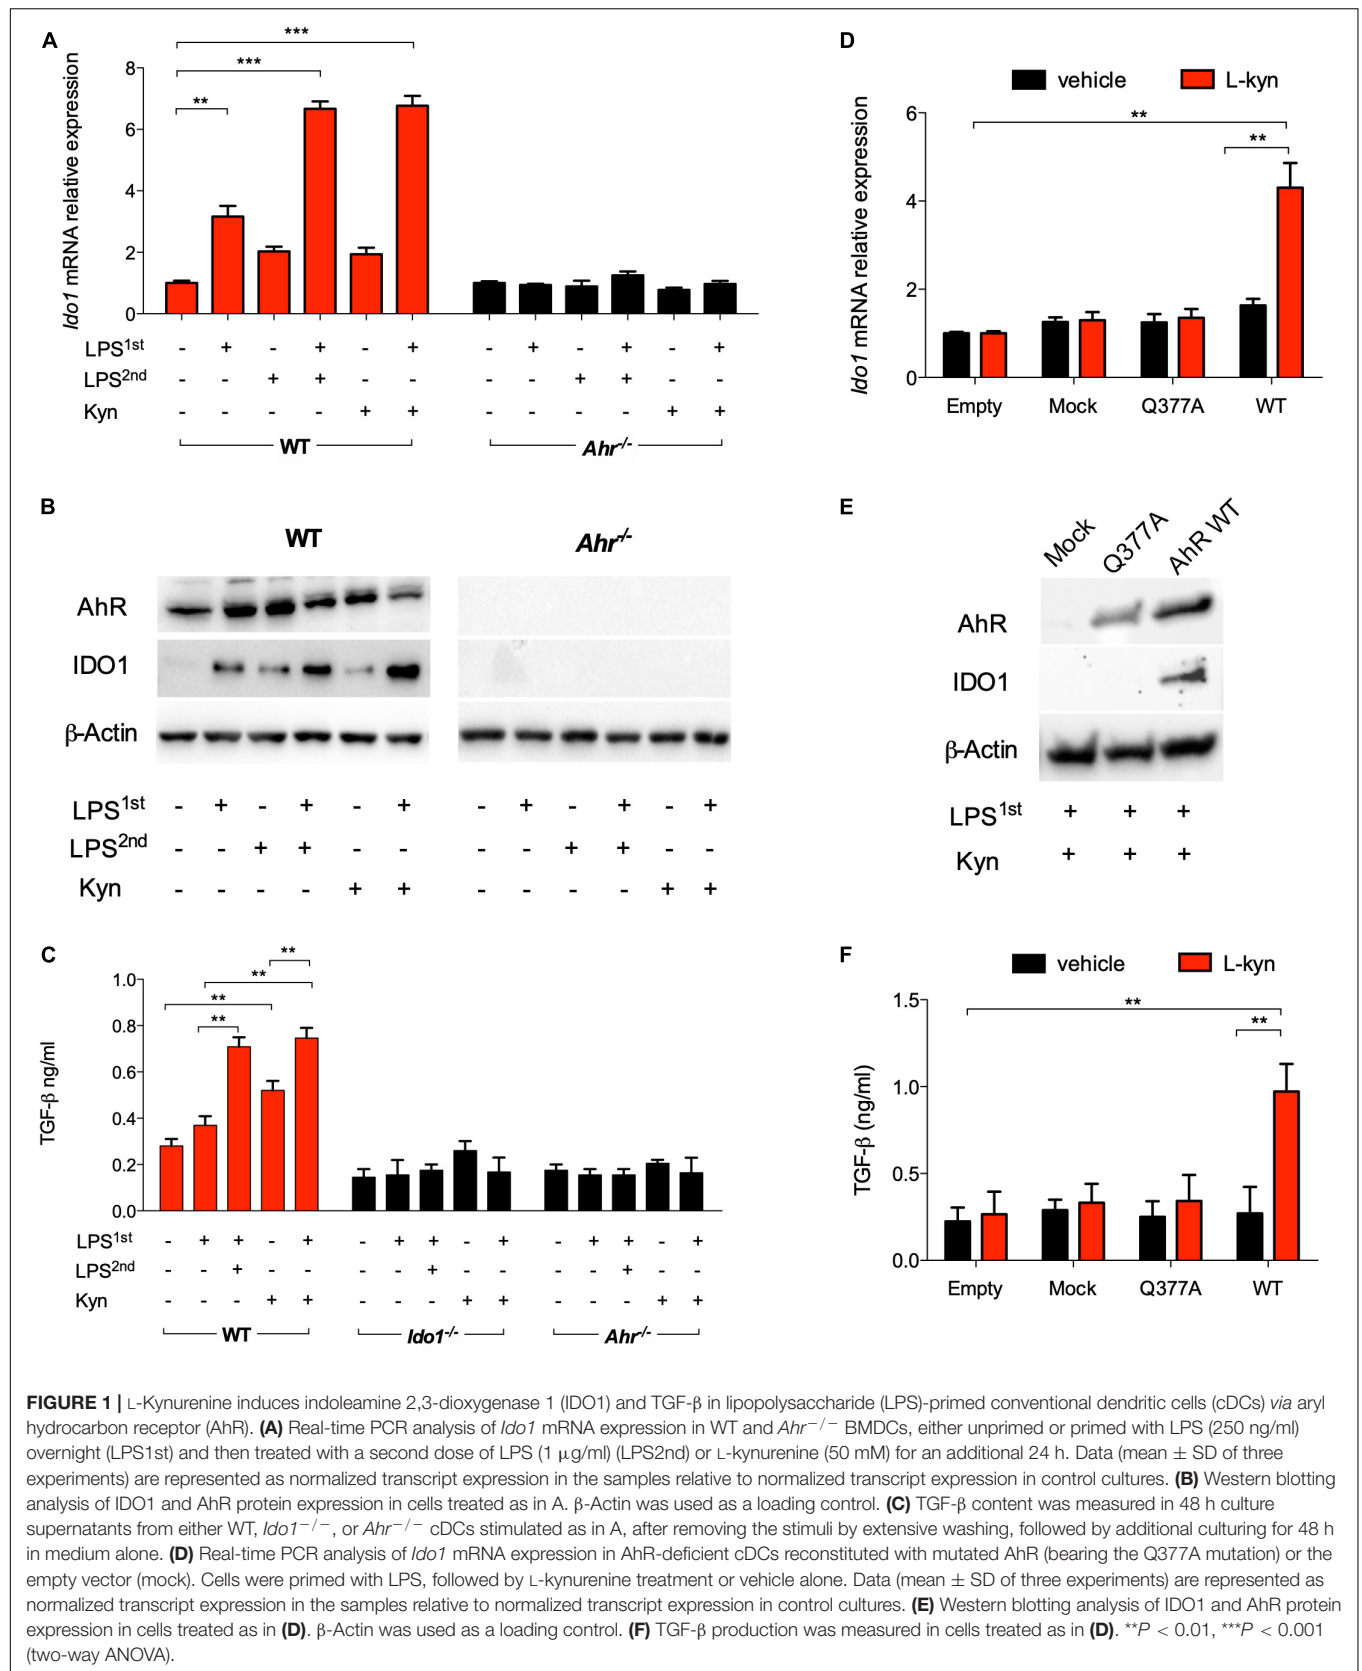 A
***
***
**
8
6
4
2
0
Ido1 mRNA relative expression
LPS1st - + - + - + - + - + - +
LPS2nd - - + + - - - - + + - -
Kyn - - - - + + - - - - + +
WT Ahr-/-
D
vehicle L-kyn
**
**
6
4
2
0
Ido1 mRNA relative expression
Empty Mock Q377A WT
B
WT Ahr-/-
AhR
IDO1
β-Actin
LPS1st - + - + - + - + - + - +
LPS2nd - - + + - - - - + + - -
Kyn - - - - + + - - - - + +
E
Mock Q377A AhR WT
AhR
IDO1
β-Actin
LPS1st + + +
Kyn + + +
C
**
**
**
**
1.0
0.8
0.6
0.4
0.2
0.0
TGF-β ng/ml
LPS1st - + + - + - + + - + - + + - +
LPS2nd - - + - - - - + - - - - + - -
Kyn - - - + + - - - + + - - - + +
WT Ido1-/- Ahr-/-
F
vehicle L-kyn
**
**
1.5
1.0
0.5
0.0
TGF-β (ng/ml)
Empty Mock Q377A WT
FIGURE 1 | L-Kynurenine induces indoleamine 2,3-dioxygenase 1 (IDO1) and TGF-β in lipopolysaccharide (LPS)-primed conventional dendritic cells (cDCs) via aryl
hydrocarbon receptor (AhR). (A) Real-time PCR analysis of Ido1 mRNA expression in WT and Ahr−/− BMDCs, either unprimed or primed with LPS (250 ng/ml)
overnight (LPS1st) and then treated with a second dose of LPS (1 μg/ml) (LPS2nd) or L-kynurenine (50 mM) for an additional 24 h. Data (mean ± SD of three
experiments) are represented as normalized transcript expression in the samples relative to normalized transcript expression in control cultures. (B) Western blotting
analysis of IDO1 and AhR protein expression in cells treated as in A. β-Actin was used as a loading control. (C) TGF-β content was measured in 48 h culture
supernatants from either WT, Ido1−/−, or Ahr−/− cDCs stimulated as in A, after removing the stimuli by extensive washing, followed by additional culturing for 48 h
in medium alone. (D) Real-time PCR analysis of Ido1 mRNA expression in AhR-deficient cDCs reconstituted with mutated AhR (bearing the Q377A mutation) or the
empty vector (mock). Cells were primed with LPS, followed by L-kynurenine treatment or vehicle alone. Data (mean ± SD of three experiments) are represented as
normalized transcript expression in the samples relative to normalized transcript expression in control cultures. (E) Western blotting analysis of IDO1 and AhR protein
expression in cells treated as in (D). β-Actin was used as a loading control. (F) TGF-β production was measured in cells treated as in (D). **P < 0.01, ***P < 0.001
(two-way ANOVA).